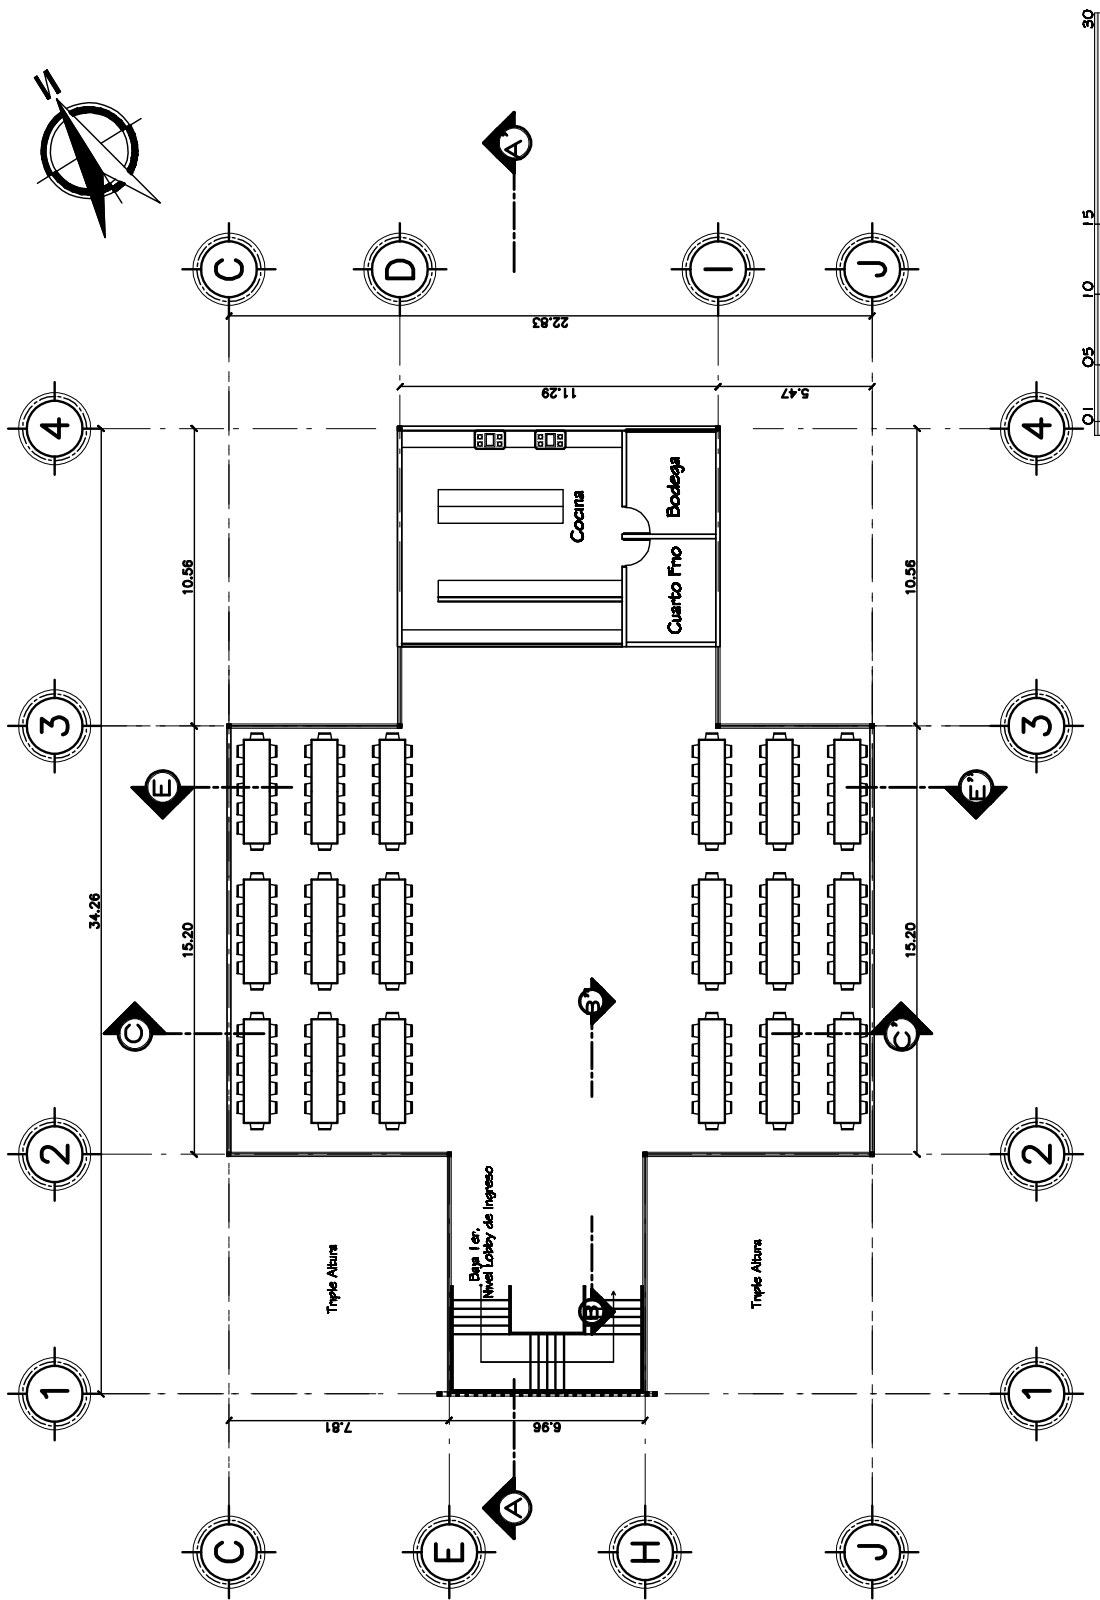 30
15
10
05
01
N
A'
C
D
I
J
22.83
11.29
5.47
4
4
10.56
10.56
Cocina
Bodega
Cuarto Frio
3
3
E
E'
34.26
15.20
15.20
C
C'
B'
2
2
Baja 1er.
Nivel Lobby de Ingreso
Triple Altura
Triple Altura
B
1
1
7.81
6.96
A
C
E
H
J